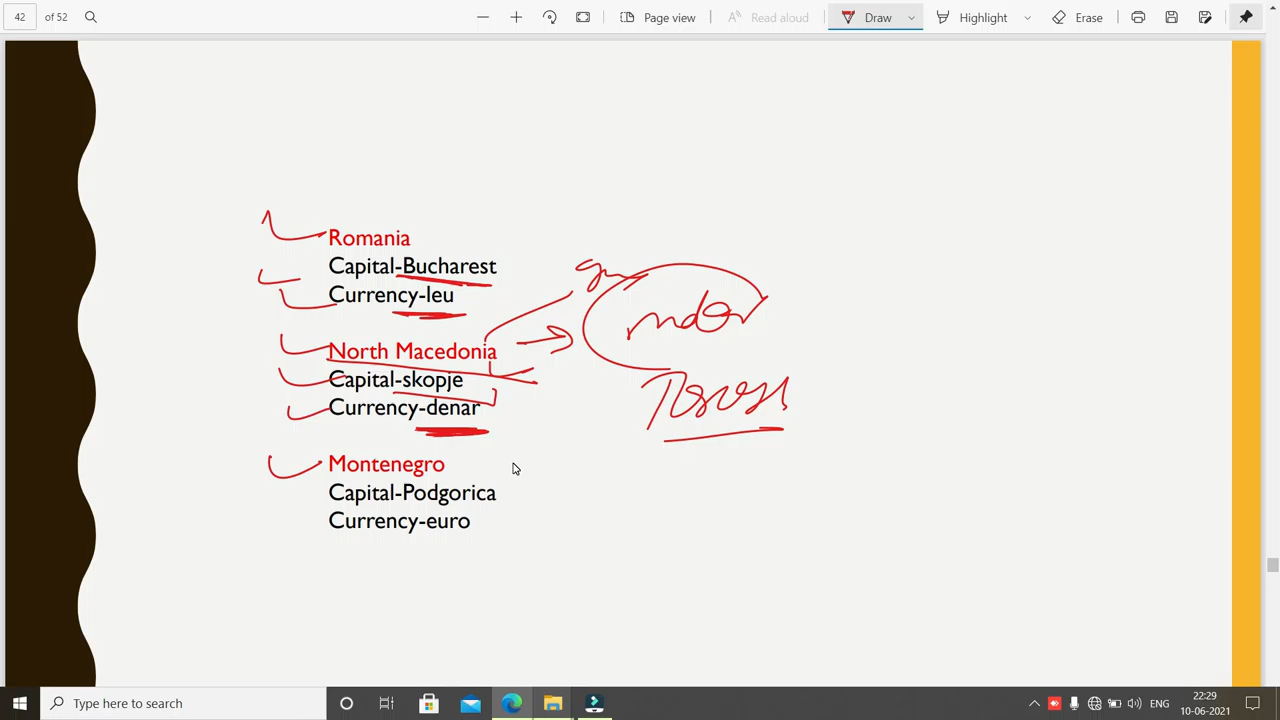 42 of 52 Page view Read aloud Draw Highlight Erase
Romania
Capital-Bucharest
Currency-leu
North Macedonia
Capital-skopje
Currency-denar
Montenegro
Capital-Podgorica
Currency-euro
Type here to search
ENG
22:29
10-06-2021